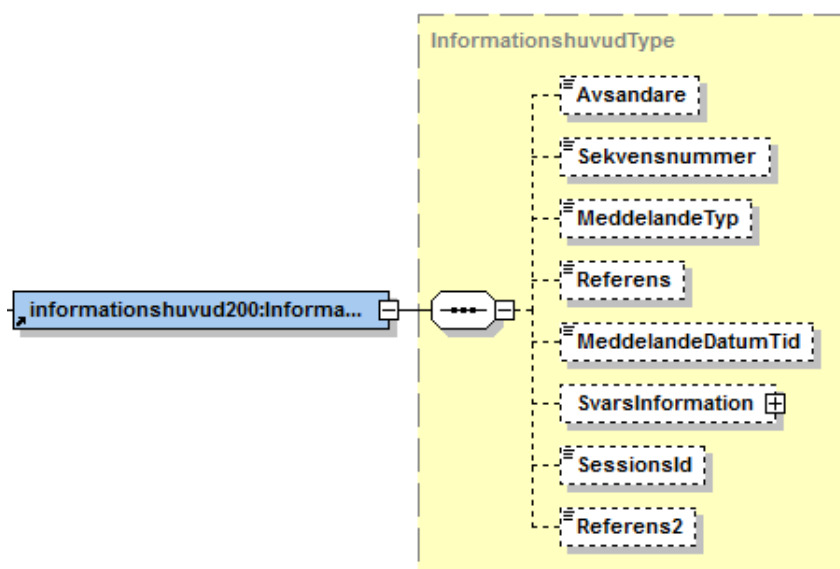 InformationshuvudType
Avsandare
Sekvensnummer
MeddelandeTyp
Referens
informationshuvud200:Informa...
MeddelandeDatumTid
SvarsInformation
SessionsId
Referens2